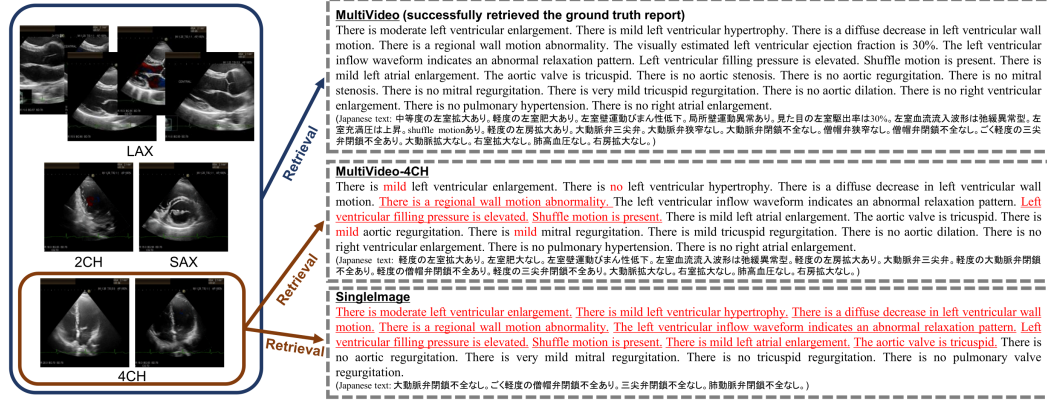 LAX
2CH
SAX
4CH
Retrieval
Retrieval
Retrieval
MultiVideo (successfully retrieved the ground truth report)
There is moderate left ventricular enlargement. There is mild left ventricular hypertrophy. There is a diffuse decrease in left ventricular wall
motion. There is a regional wall motion abnormality. The visually estimated left ventricular ejection fraction is 30%. The left ventricular
inflow waveform indicates an abnormal relaxation pattern. Left ventricular filling pressure is elevated. Shuffle motion is present. There is
mild left atrial enlargement. The aortic valve is tricuspid. There is no aortic stenosis. There is no aortic regurgitation. There is no mitral
stenosis. There is no mitral regurgitation. There is very mild tricuspid regurgitation. There is no aortic dilation. There is no right ventricular
enlargement. There is no pulmonary hypertension. There is no right atrial enlargement.
(Japanese text: 中等度の左室拡大あり。軽度の左室肥大あり。左室壁運動びまん性低下。局所壁運動異常あり。見た目の左室駆出率は30%。左室血流流入波形は弛緩異常型。左
室充満圧は上昇。shuffle motionあり。軽度の左房拡大あり。大動脈弁三尖弁。大動脈弁狭窄なし。大動脈弁閉鎖不全なし。僧帽弁狭窄なし。僧帽弁閉鎖不全なし。ごく軽度の三
尖弁閉鎖不全あり。大動脈拡大なし。右室拡大なし。肺高血圧なし。右房拡大なし。)
MultiVideo-4CH
There is mild left ventricular enlargement. There is no left ventricular hypertrophy. There is a diffuse decrease in left ventricular wall
motion. There is a regional wall motion abnormality. The left ventricular inflow waveform indicates an abnormal relaxation pattern. Left
ventricular filling pressure is elevated. Shuffle motion is present. There is mild left atrial enlargement. The aortic valve is tricuspid. There is
mild aortic regurgitation. There is mild mitral regurgitation. There is mild tricuspid regurgitation. There is no aortic dilation. There is no
right ventricular enlargement. There is no pulmonary hypertension. There is no right atrial enlargement.
(Japanese text: 軽度の左室拡大あり。左室肥大なし。左室壁運動びまん性低下。左室血流流入波形は弛緩異常型。軽度の左房拡大あり。大動脈弁三尖弁。軽度の大動脈弁閉鎖
不全あり。軽度の僧帽弁閉鎖不全あり。軽度の三尖弁閉鎖不全あり。大動脈拡大なし。右室拡大なし。肺高血圧なし。右房拡大なし。)
SingleImage
There is moderate left ventricular enlargement. There is mild left ventricular hypertrophy. There is a diffuse decrease in left ventricular wall
motion. There is a regional wall motion abnormality. The left ventricular inflow waveform indicates an abnormal relaxation pattern. Left
ventricular filling pressure is elevated. Shuffle motion is present. There is mild left atrial enlargement. The aortic valve is tricuspid. There is
no aortic regurgitation. There is very mild mitral regurgitation. There is no tricuspid regurgitation. There is no pulmonary valve
regurgitation.
(Japanese text: 大動脈弁閉鎖不全なし。ごく軽度の僧帽弁閉鎖不全あり。三尖弁閉鎖不全なし。肺動脈弁閉鎖不全なし。)